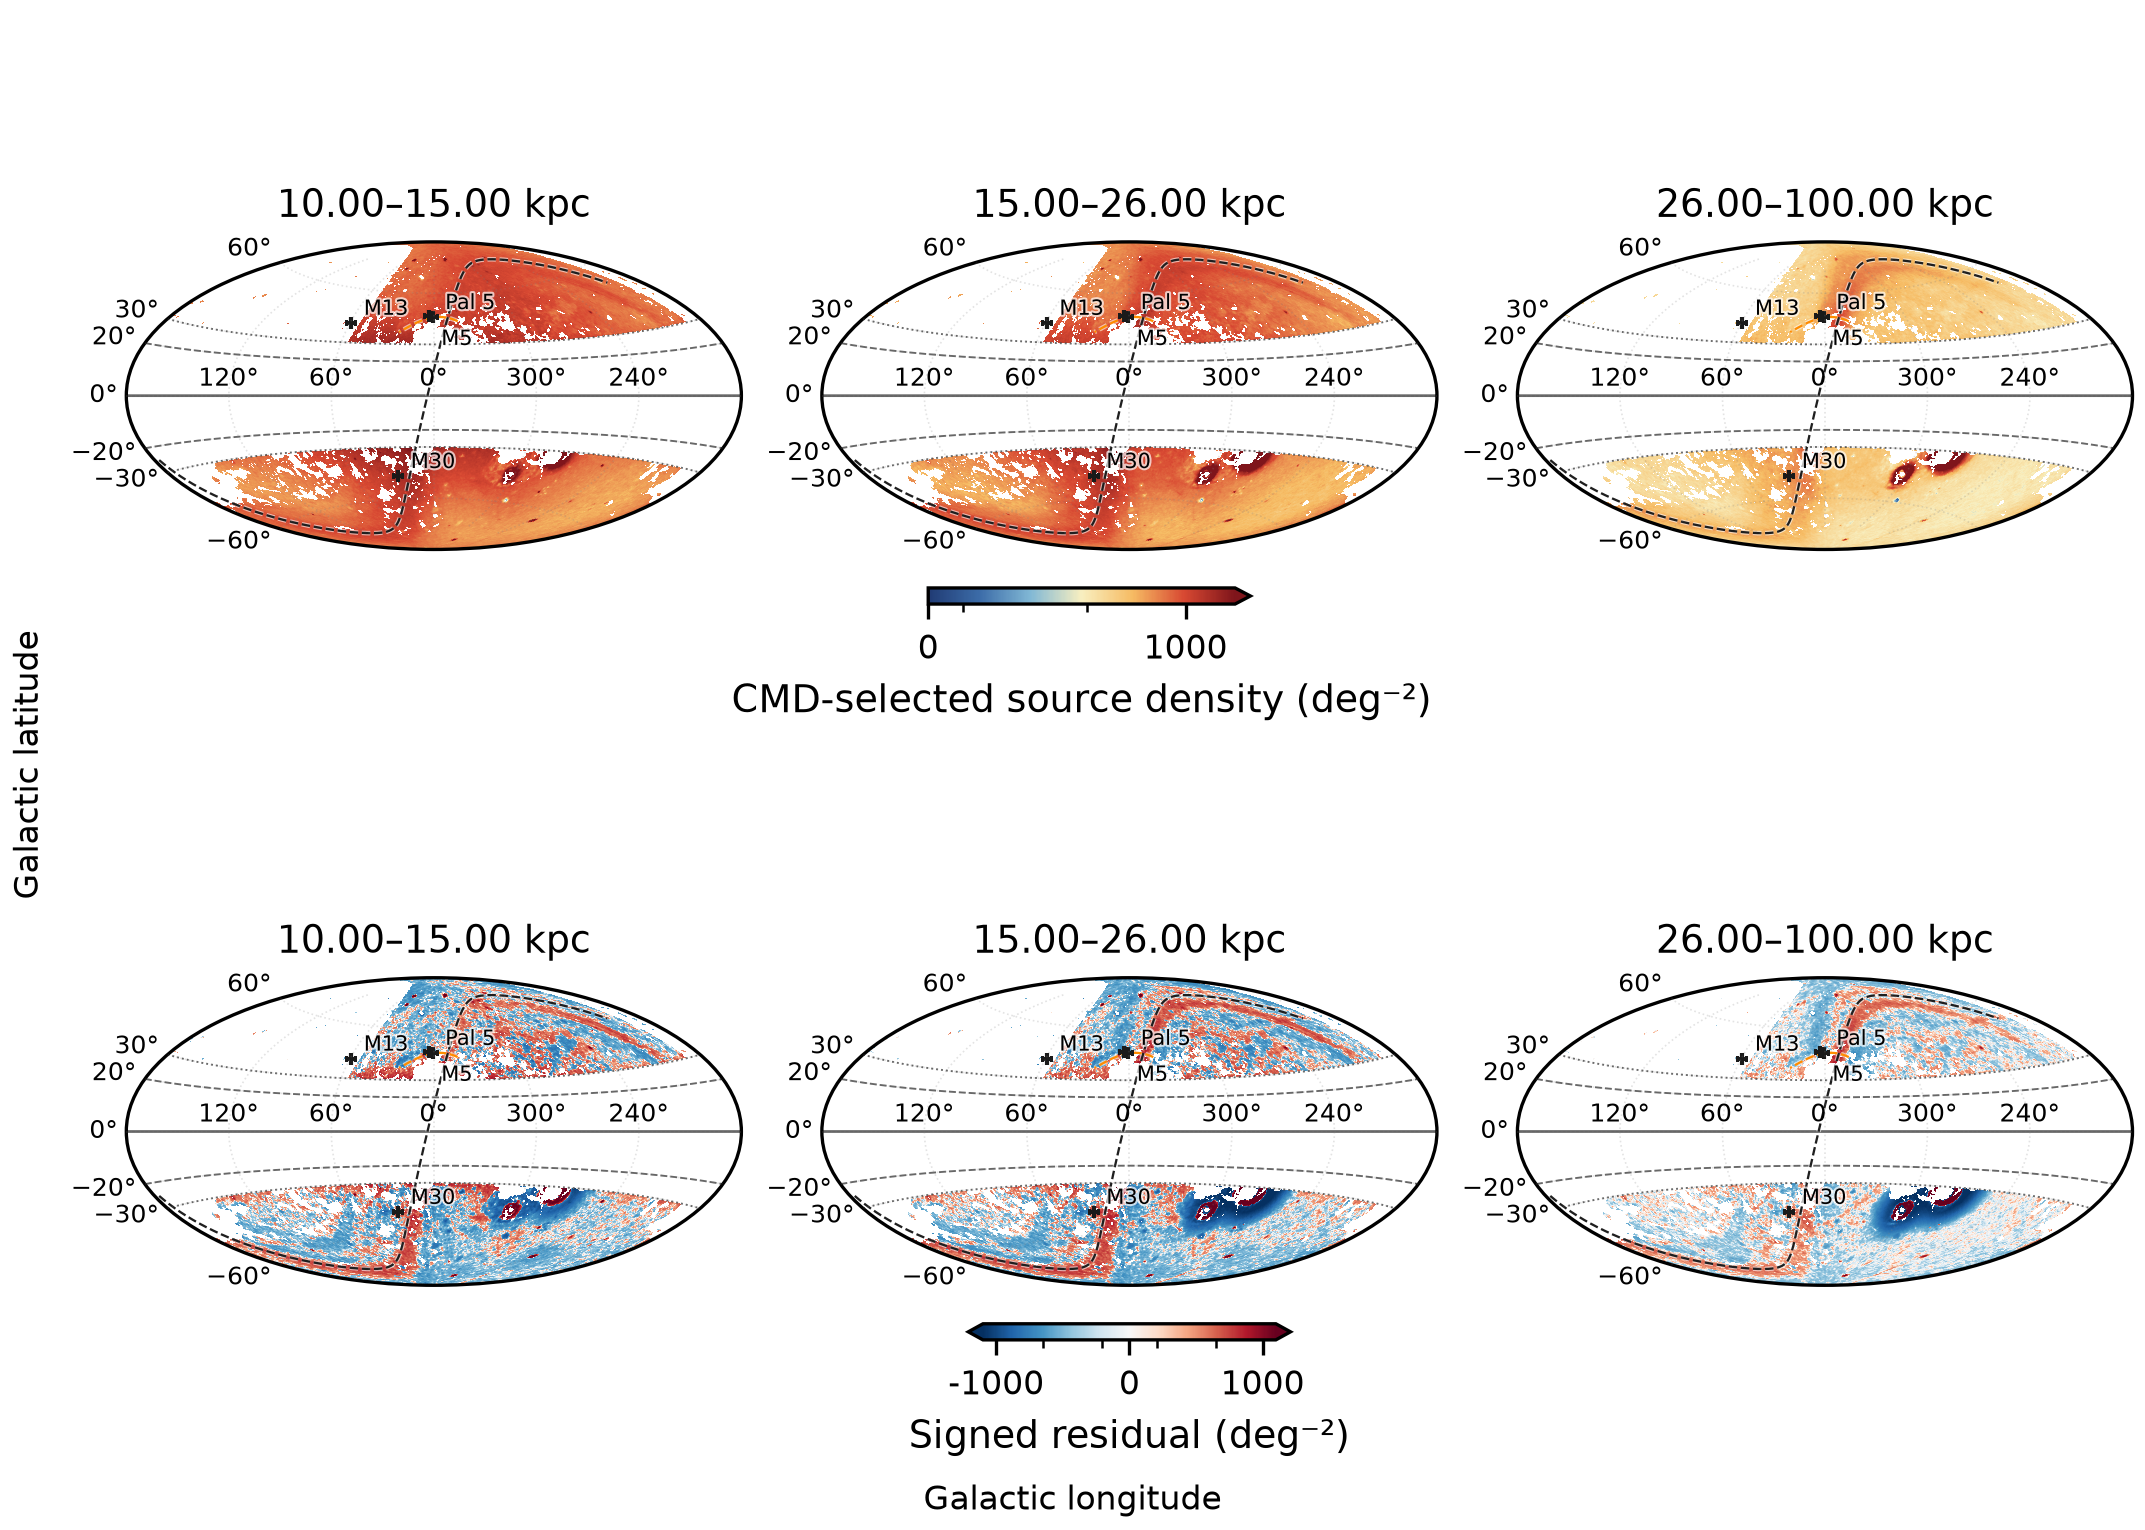 10.00–15.00 kpc
60°
30°
20°
0°
−20°
−30°
−60°
120° 60° 0° 300° 240°
M13
Pal 5
M5
M30
15.00–26.00 kpc
60°
30°
20°
0°
−20°
−30°
−60°
120° 60° 0° 300° 240°
M13
Pal 5
M5
M30
26.00–100.00 kpc
60°
30°
20°
0°
−20°
−30°
−60°
120° 60° 0° 300° 240°
M13
Pal 5
M5
M30
0 1000
CMD-selected source density (deg⁻²)
Galactic latitude
10.00–15.00 kpc
60°
30°
20°
0°
−20°
−30°
−60°
120° 60° 0° 300° 240°
M13
Pal 5
M5
M30
15.00–26.00 kpc
60°
30°
20°
0°
−20°
−30°
−60°
120° 60° 0° 300° 240°
M13
Pal 5
M5
M30
26.00–100.00 kpc
60°
30°
20°
0°
−20°
−30°
−60°
120° 60° 0° 300° 240°
M13
Pal 5
M5
M30
-1000 0 1000
Signed residual (deg⁻²)
Galactic longitude